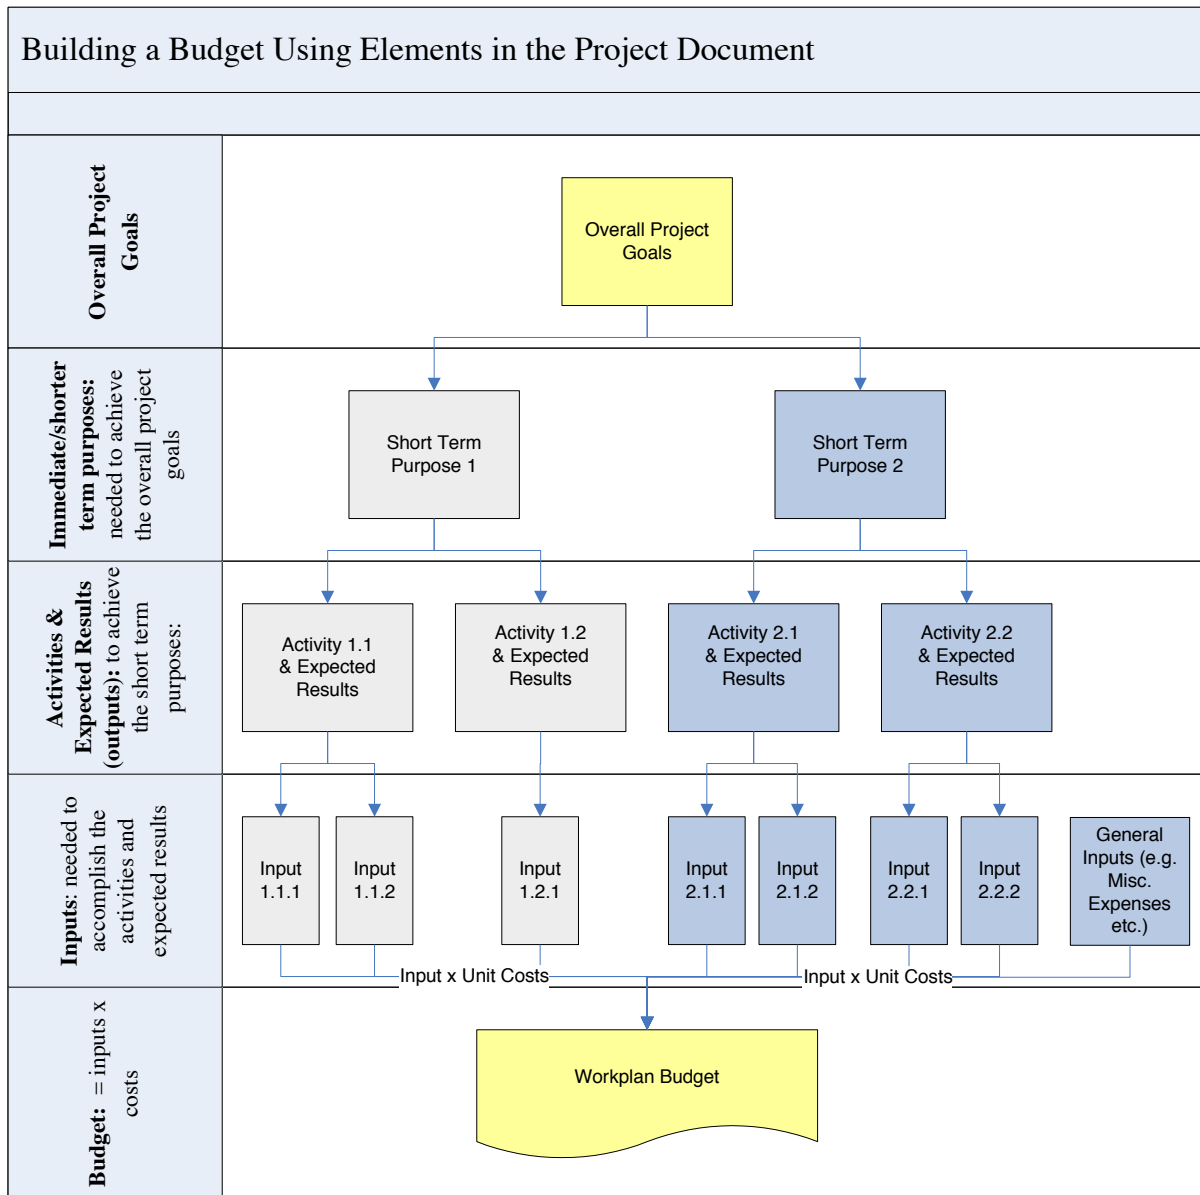 Building a Budget Using Elements in the Project Document
Overall Project
Goals
Overall Project
Goals
Immediate/shorter
term purposes:
needed to achieve
the overall project
goals
Short Term
Purpose 1
Short Term
Purpose 2
Activities &
Expected Results
(outputs): to achieve
the short term
purposes:
Activity 1.1
& Expected
Results
Activity 1.2
& Expected
Results
Activity 2.1
& Expected
Results
Activity 2.2
& Expected
Results
Inputs: needed to
accomplish the
activities and
expected results
Input
1.1.1
Input
1.1.2
Input
1.2.1
Input
2.1.1
Input
2.1.2
Input
2.2.1
Input
2.2.2
General
Inputs (e.g.
Misc.
Expenses
etc.)
Input x Unit Costs
Input x Unit Costs
Budget: = inputs x
costs
Workplan Budget